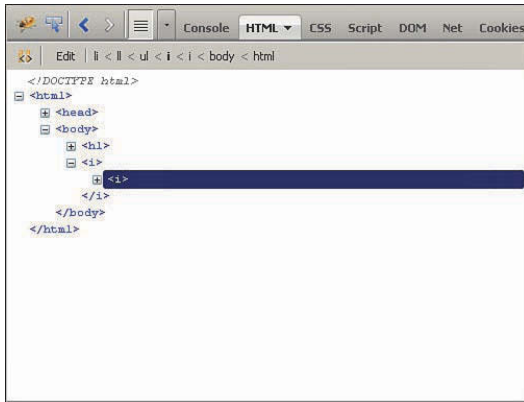 Console HTML CSS Script DOM Net Cookies
Edit li < ll < ul < i < i < body < html
<!DOCTYPE html>
<html>
<head>
<body>
<h1>
<i>
<i>
</i>
</body>
</html>